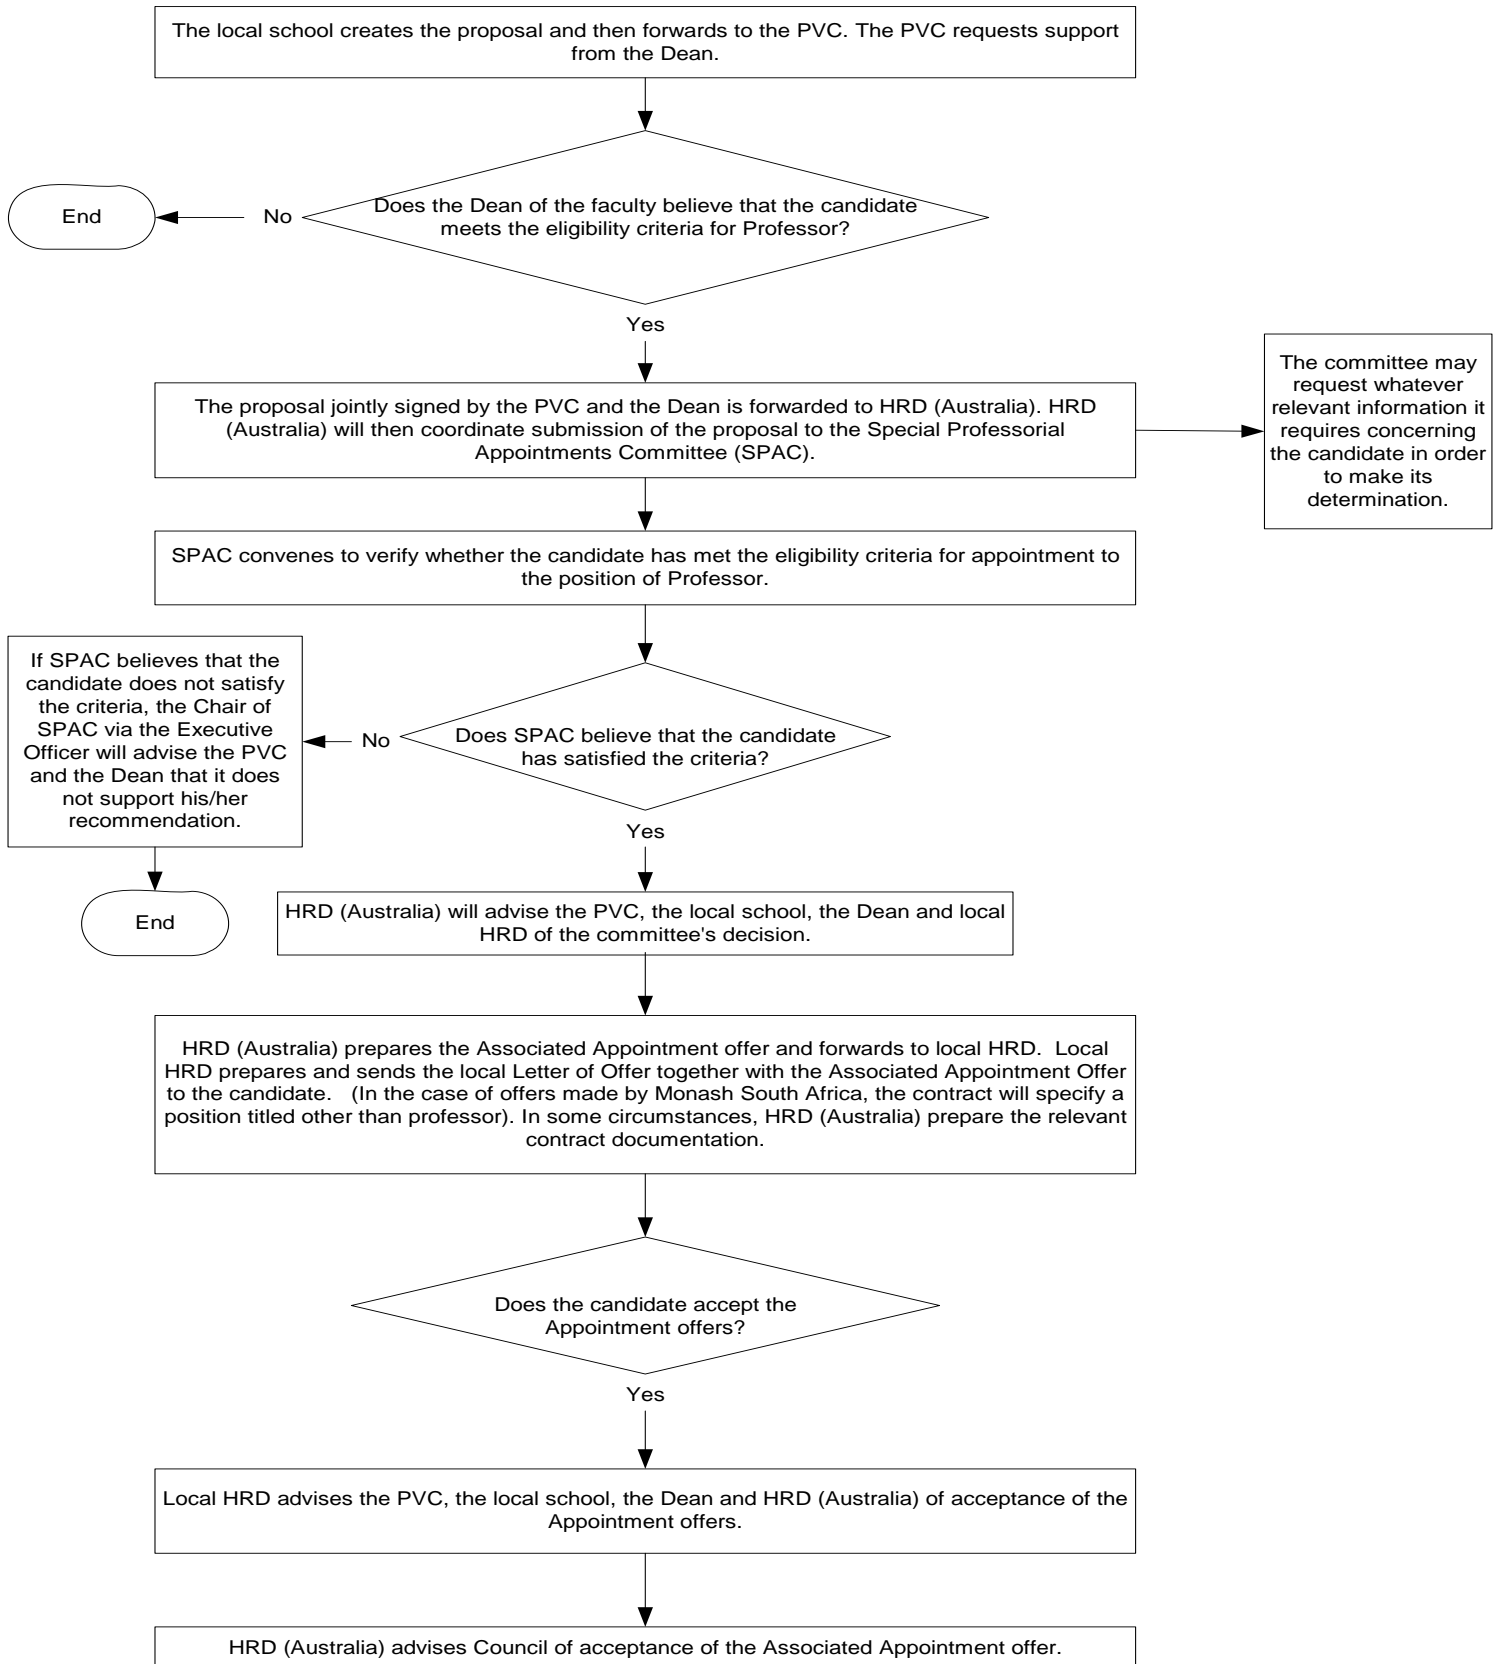 The local school creates the proposal and then forwards to the PVC. The PVC requests support
from the Dean.
Does the Dean of the faculty believe that the candidate
meets the eligibility criteria for Professor?
No
End
Yes
The proposal jointly signed by the PVC and the Dean is forwarded to HRD (Australia). HRD
(Australia) will then coordinate submission of the proposal to the Special Professorial
Appointments Committee (SPAC).
The committee may
request whatever
relevant information it
requires concerning
the candidate in order
to make its
determination.
SPAC convenes to verify whether the candidate has met the eligibility criteria for appointment to
the position of Professor.
Does SPAC believe that the candidate
has satisfied the criteria?
No
If SPAC believes that the
candidate does not satisfy
the criteria, the Chair of
SPAC via the Executive
Officer will advise the PVC
and the Dean that it does
not support his/her
recommendation.
End
Yes
HRD (Australia) will advise the PVC, the local school, the Dean and local
HRD of the committee's decision.
HRD (Australia) prepares the Associated Appointment offer and forwards to local HRD. Local
HRD prepares and sends the local Letter of Offer together with the Associated Appointment Offer
to the candidate. (In the case of offers made by Monash South Africa, the contract will specify a
position titled other than professor). In some circumstances, HRD (Australia) prepare the relevant
contract documentation.
Does the candidate accept the
Appointment offers?
Yes
Local HRD advises the PVC, the local school, the Dean and HRD (Australia) of acceptance of the
Appointment offers.
HRD (Australia) advises Council of acceptance of the Associated Appointment offer.